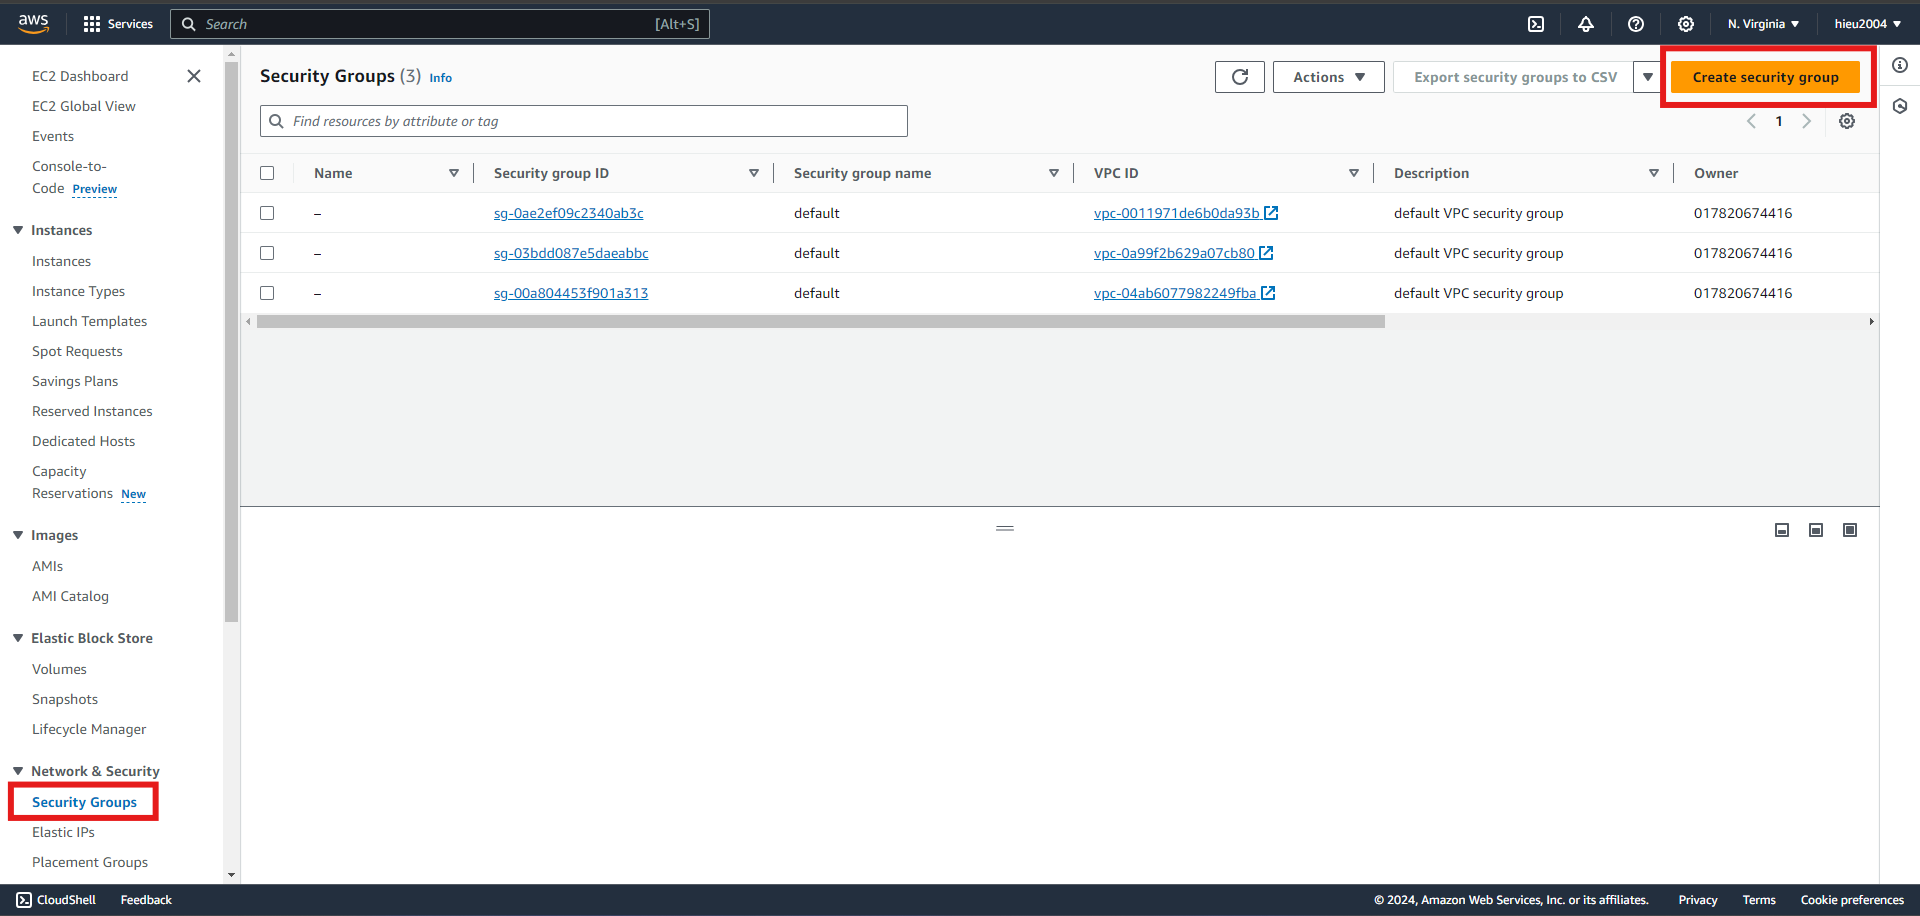 aws Services Search [Alt+S] N. Virginia hieu2004
EC2 Dashboard
EC2 Global View
Events
Console-to-
Code Preview
Instances
Instances
Instance Types
Launch Templates
Spot Requests
Savings Plans
Reserved Instances
Dedicated Hosts
Capacity
Reservations New
Images
AMIs
AMI Catalog
Elastic Block Store
Volumes
Snapshots
Lifecycle Manager
Network & Security
Security Groups
Elastic IPs
Placement Groups
Security Groups (3) Info
Actions Export security groups to CSV Create security group
Find resources by attribute or tag
1
Name Security group ID Security group name VPC ID Description Owner
– sg-0ae2ef09c2340ab3c default vpc-0011971de6b0da93b default VPC security group 017820674416
– sg-03bdd087e5daeabbc default vpc-0a99f2b629a07cb80 default VPC security group 017820674416
– sg-00a804453f901a313 default vpc-04ab6077982249fba default VPC security group 017820674416
CloudShell Feedback © 2024, Amazon Web Services, Inc. or its affiliates. Privacy Terms Cookie preferences